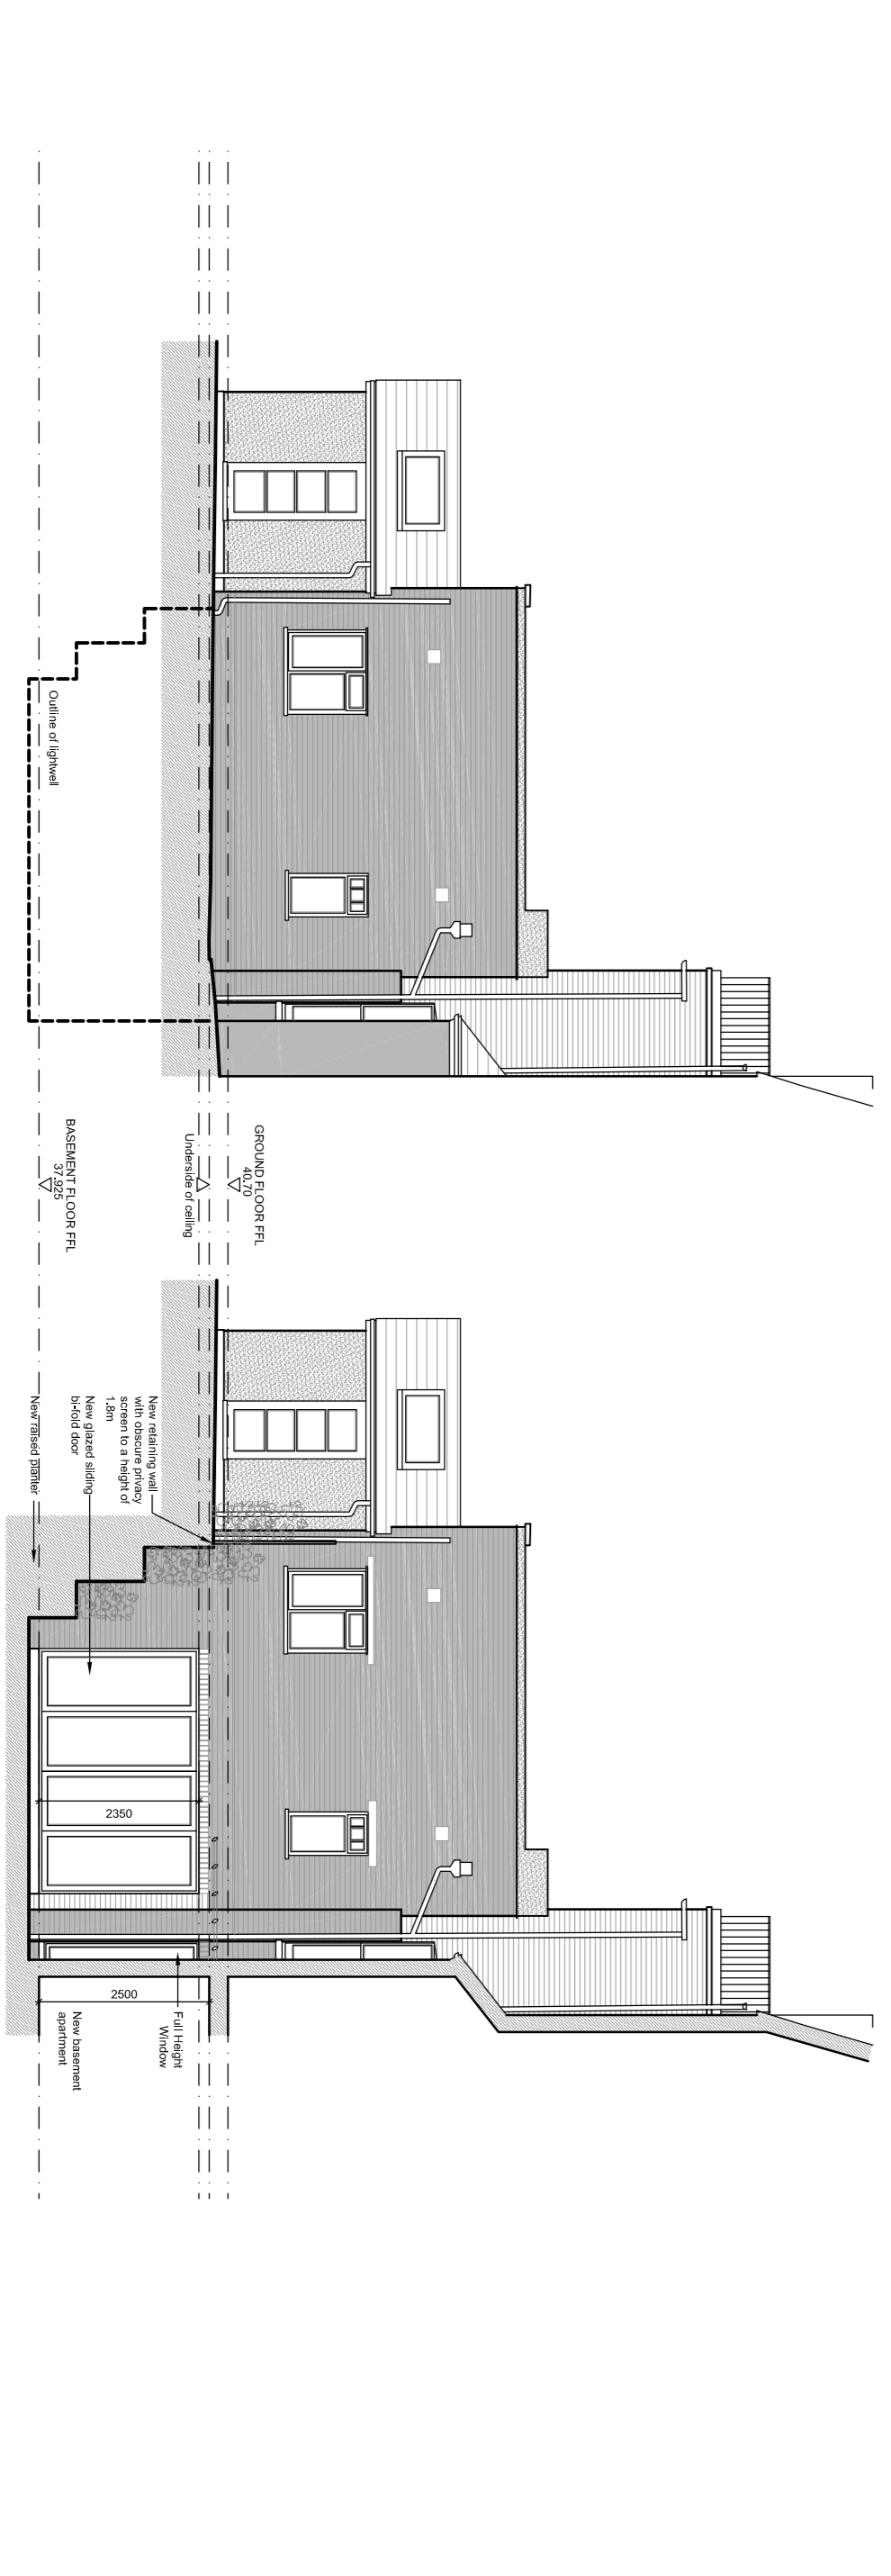 Outline of lightwell
GROUND FLOOR FFL
40.70
Underside of ceiling
BASEMENT FLOOR FFL
37.925
New retaining wall
with obscure privacy
screen to a height of
1.8m
New glazed sliding
bi-fold door
New raised planter
2350
2500
Full Height
Window
New basement
apartment